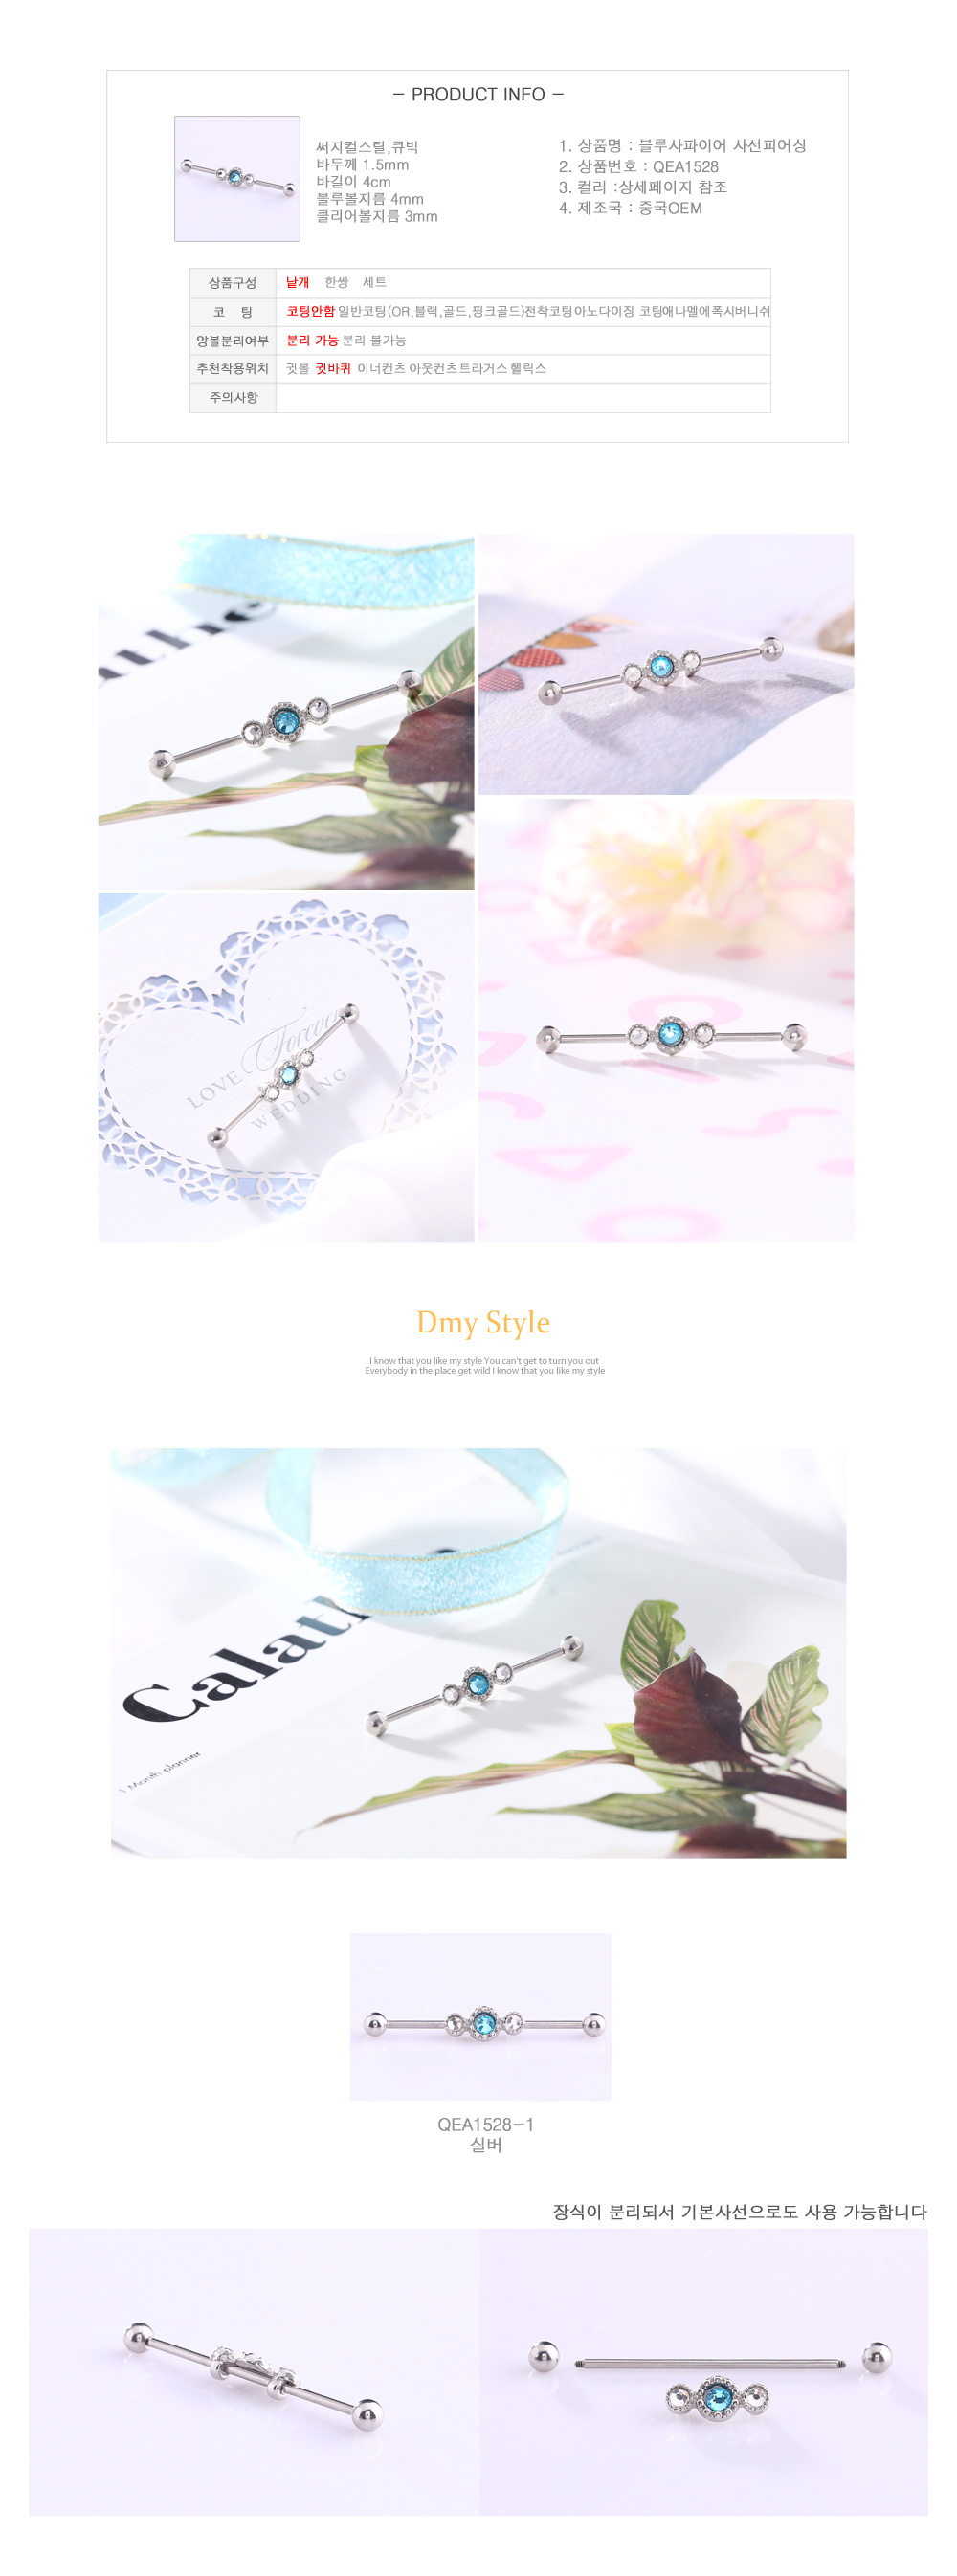 - PRODUCT INFO -
써지컬스틸,큐빅
바두께 1.5mm
바길이 4cm
블루볼지름 4mm
클리어볼지름 3mm
1. 상품명 : 블루사파이어 사선피어싱
2. 상품번호 : QEA1528
3. 컬러 :상세페이지 참조
4. 제조국 : 중국OEM
상품구성 낱개 한쌍 세트
코 팅 코팅안함 일반코팅(OR,블랙,골드,핑크골드)전착코팅 아노다이징 코팅애나멜에폭시버니쉬
양볼분리여부 분리 가능 분리 불가능
추천착용위치 귓볼 귓바퀴 이너컨츠 아웃컨츠 트라거스 헬릭스
주의사항
Forever
LOVE
WEDDING
Dmy Style
I know that you like my style You can't get to turn you out
Everybody in the place get wild I know that you like my style
Calath
1 Month planner
QEA1528-1
실버
장식이 분리되서 기본사선으로도 사용 가능합니다